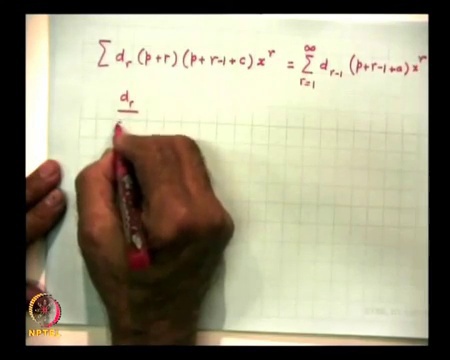 ∑ d_r (p+r) (p+r-1+c) x^r = ∑_{r=1}^{∞} d_{r-1} (p+r-1+a) x^r
d_r
NPTEL